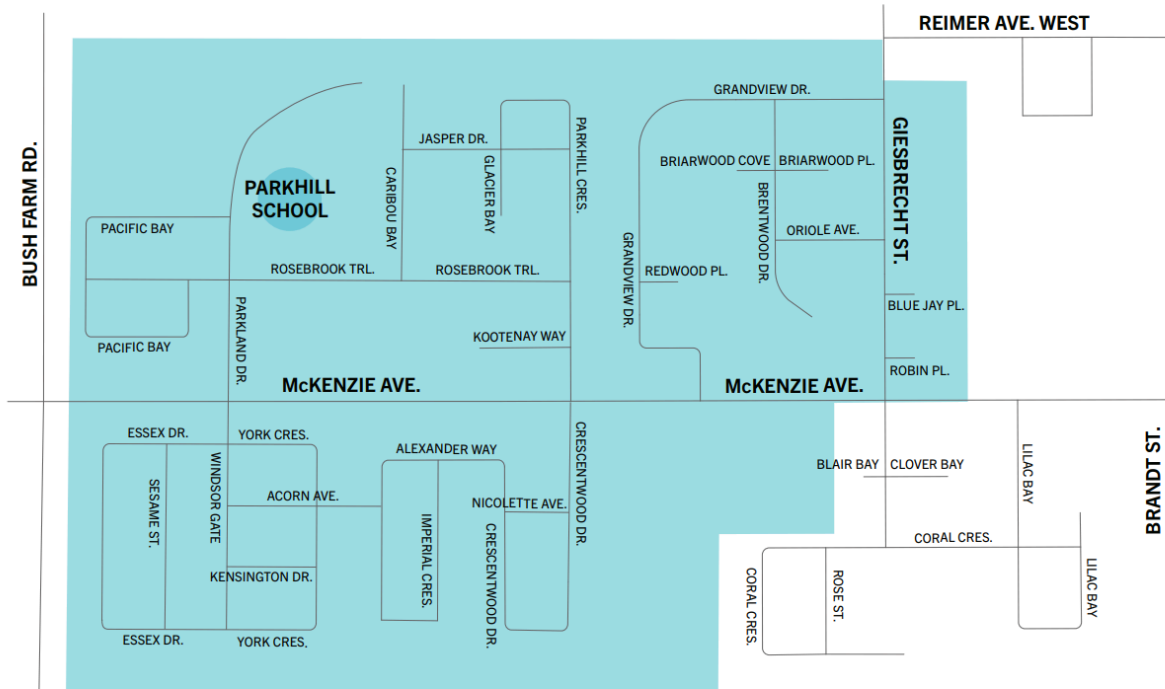 REIMER AVE. WEST
GRANDVIEW DR.
GIESBRECHT ST.
PARKHILL CRES.
JASPER DR.
BUSH FARM RD.
GLACIER BAY
BRIARWOOD COVE
BRIARWOOD PL.
CARIBOU BAY
PARKHILL
SCHOOL
BRENTWOOD DR.
PACIFIC BAY
ORIOLE AVE.
GRANDVIEW DR.
ROSEBROOK TRL.
ROSEBROOK TRL.
REDWOOD PL.
BLUE JAY PL.
PARKLAND DR.
KOOTENAY WAY
PACIFIC BAY
ROBIN PL.
McKENZIE AVE.
McKENZIE AVE.
ESSEX DR.
YORK CRES.
ALEXANDER WAY
CRESCENTWOOD DR.
BLAIR BAY
CLOVER BAY
LILAC BAY
BRANDT ST.
SESAME ST.
WINDSOR GATE
ACORN AVE.
NICOLETTE AVE.
IMPERIAL CRES.
CRESCENTWOOD DR.
CORAL CRES.
KENSINGTON DR.
CORAL CRES.
ROSE ST.
LILAC BAY
ESSEX DR.
YORK CRES.